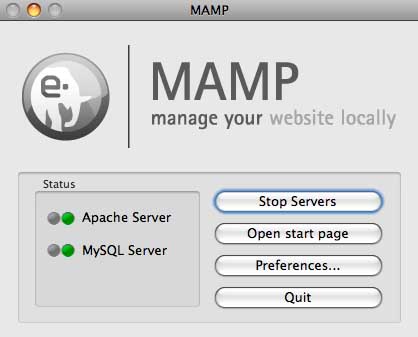 MAMP
e.
MAMP
manage your website locally
Status
Apache Server
MySQL Server
Stop Servers
Open start page
Preferences...
Quit